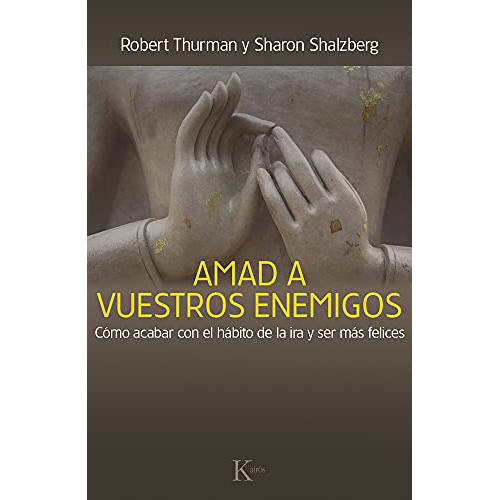 Robert Thurman y Sharon Shalzberg
AMAD A
VUESTROS ENEMIGOS
Cómo acabar con el hábito de la ira y ser más felices
Kairós